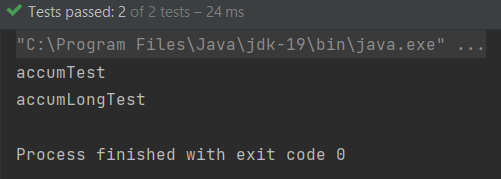 Tests passed: 2 of 2 tests – 24 ms
"C:\Program Files\Java\jdk-19\bin\java.exe" ...
accumTest
accumLongTest
Process finished with exit code 0